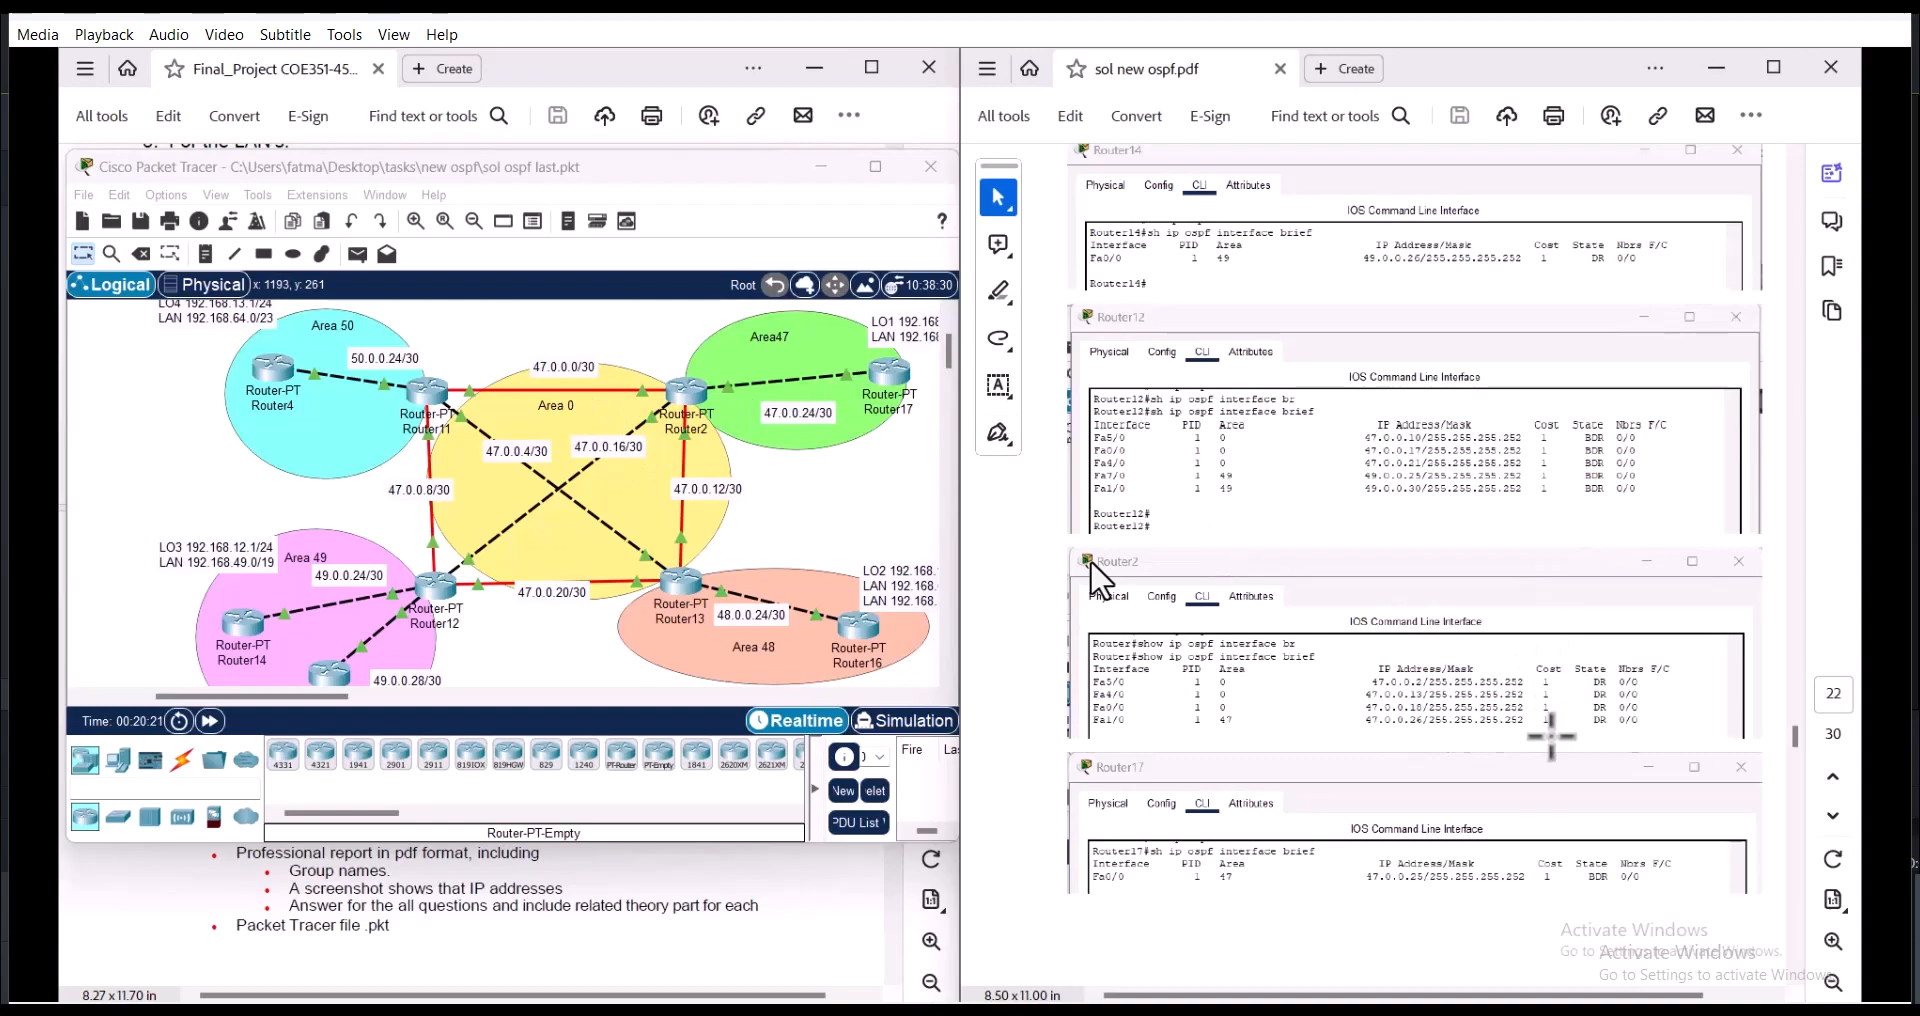 Media Playback Audio Video Subtitle Tools View Help
Final_Project COE351-45...
Create
All tools Edit Convert E-Sign Find text or tools
Cisco Packet Tracer - C:\Users\fatma\Desktop\tasks\new ospf\sol ospf last.pkt
File Edit Options View Tools Extensions Window Help
Logical Physical x: 1193, y: 261 Root 10:38:30
LO4 192.168.13.1/24
LAN 192.168.64.0/23
Area 50
50.0.0.24/30
Router-PT
Router4
Router-PT
Router11
47.0.0.0/30
Area 0
47.0.0.4/30
47.0.0.16/30
47.0.0.8/30
47.0.0.12/30
47.0.0.20/30
Area47
LO1 192.168
LAN 192.168
Router-PT
Router2
47.0.0.24/30
Router-PT
Router17
LO3 192.168.12.1/24
LAN 192.168.49.0/19
Area 49
49.0.0.24/30
Router-PT
Router14
Router-PT
Router12
49.0.0.28/30
LO2 192.168.
LAN 192.168.
LAN 192.168.
Router-PT
Router13
48.0.0.24/30
Area 48
Router-PT
Router16
Time: 00:20:21
Realtime Simulation
4331 4321 1941 2901 2911 819IOX 819HGW 829 1240 PT-Router PT-Empty 1841 2620XM 2621XM
Router-PT-Empty
Fire Las
New elet
PDU List
Professional report in pdf format, including
Group names.
A screenshot shows that IP addresses
Answer for the all questions and include related theory part for each
Packet Tracer file .pkt
8.27 x 11.70 in
sol new ospf.pdf
Create
All tools Edit Convert E-Sign Find text or tools
Router14
Physical Config CLI Attributes
IOS Command Line Interface
Router14#sh ip ospf interface brief
Interface PID Area IP Address/Mask Cost State Nbrs F/C
Fa0/0 1 49 49.0.0.26/255.255.255.252 1 DR 0/0
Router14#
Router12
Physical Config CLI Attributes
IOS Command Line Interface
Router12#sh ip ospf interface br
Router12#sh ip ospf interface brief
Interface PID Area IP Address/Mask Cost State Nbrs F/C
Fa5/0 1 0 47.0.0.10/255.255.255.252 1 BDR 0/0
Fa0/0 1 0 47.0.0.17/255.255.255.252 1 BDR 0/0
Fa4/0 1 0 47.0.0.21/255.255.255.252 1 BDR 0/0
Fa7/0 1 49 49.0.0.25/255.255.255.252 1 BDR 0/0
Fa1/0 1 49 49.0.0.30/255.255.255.252 1 BDR 0/0
Router12#
Router12#
Router2
Physical Config CLI Attributes
IOS Command Line Interface
Router#show ip ospf interface br
Router#show ip ospf interface brief
Interface PID Area IP Address/Mask Cost State Nbrs F/C
Fa5/0 1 0 47.0.0.2/255.255.255.252 1 DR 0/0
Fa4/0 1 0 47.0.0.13/255.255.255.252 1 DR 0/0
Fa0/0 1 0 47.0.0.18/255.255.255.252 1 DR 0/0
Fa1/0 1 47 47.0.0.26/255.255.255.252 1 DR 0/0
Router17
Physical Config CLI Attributes
IOS Command Line Interface
Router17#sh ip ospf interface brief
Interface PID Area IP Address/Mask Cost State Nbrs F/C
Fa0/0 1 47 47.0.0.25/255.255.255.252 1 BDR 0/0
22
30
Activate Windows
Go to Settings to activate Windows.
Activate Windows
Go to Settings to activate Windows
8.50 x 11.00 in